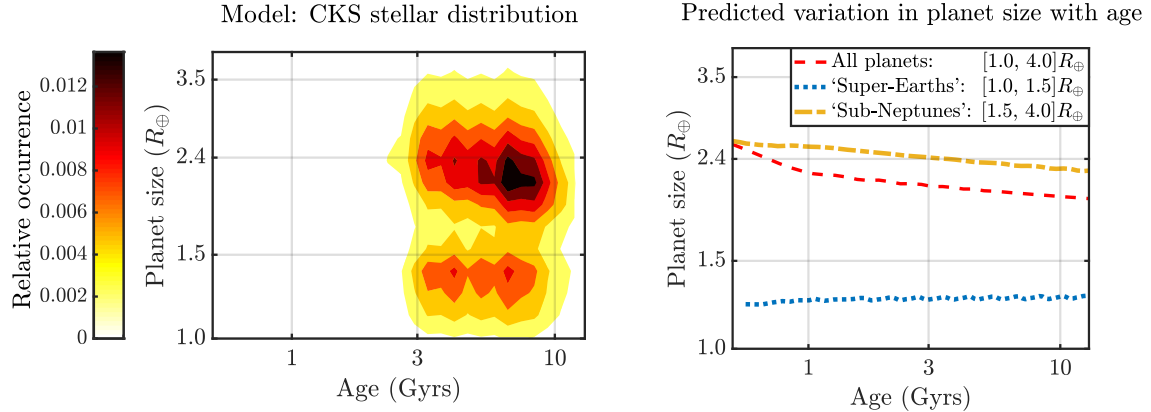 Model: CKS stellar distribution
Relative occurrence
0.012
0.01
0.008
0.006
0.004
0.002
0
Planet size (R⊕)
3.5
2.4
1.5
1.0
1
3
10
Age (Gyrs)
Predicted variation in planet size with age
Planet size (R⊕)
3.5
2.4
1.5
1.0
All planets: [1.0, 4.0]R⊕
‘Super-Earths’: [1.0, 1.5]R⊕
‘Sub-Neptunes’: [1.5, 4.0]R⊕
1
3
10
Age (Gyrs)